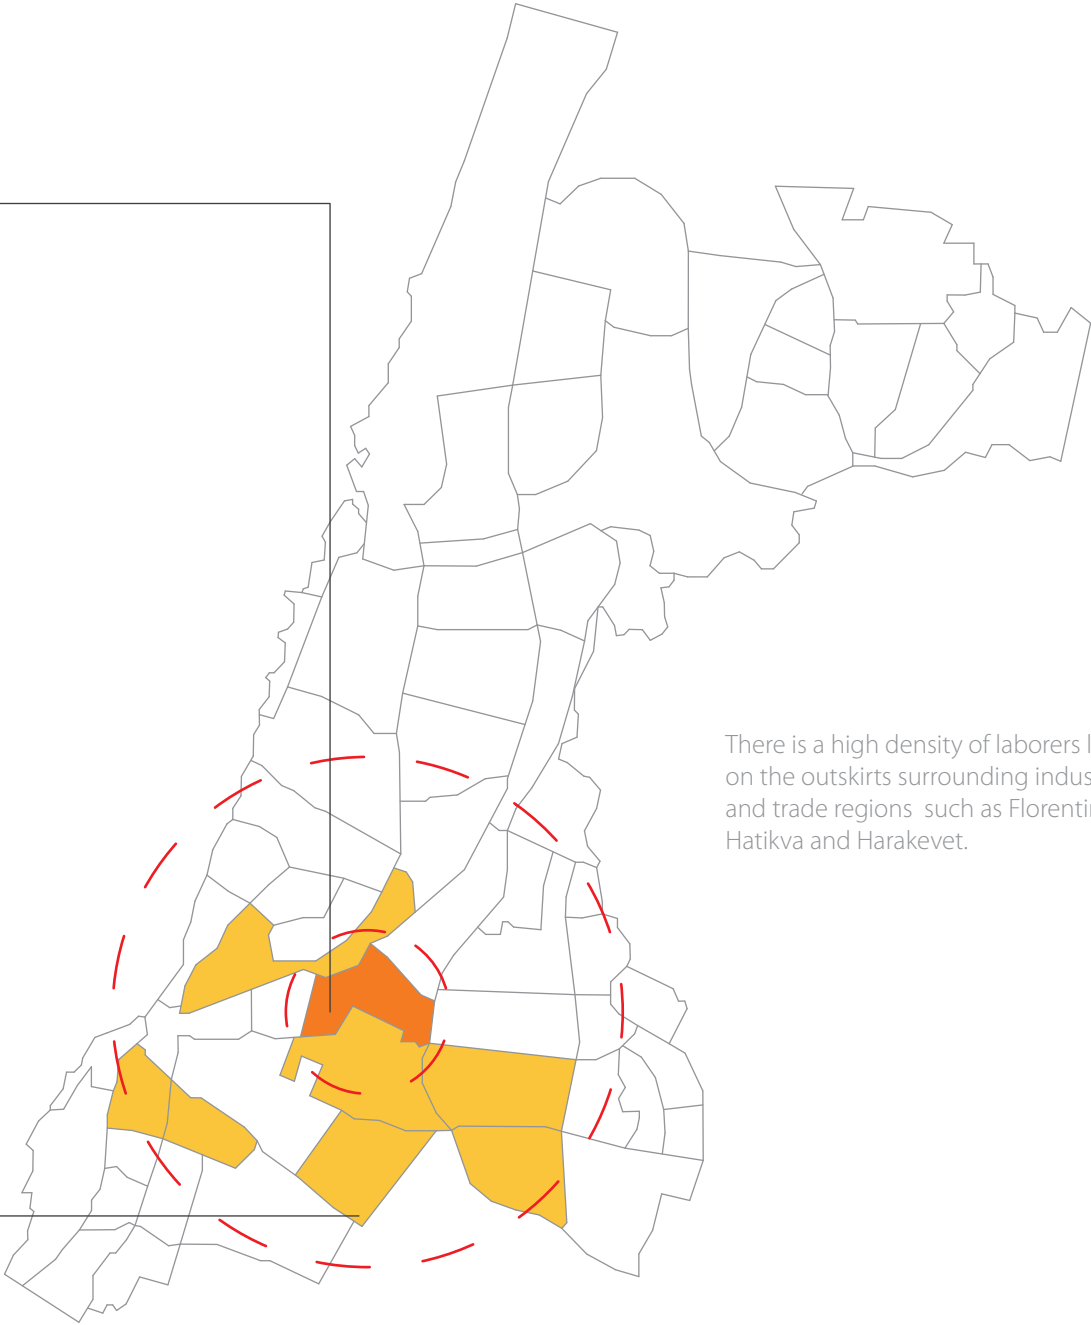 There is a high density of laborers
on the outskirts surrounding
and trade regions such as
Hatikva and Harakevet.